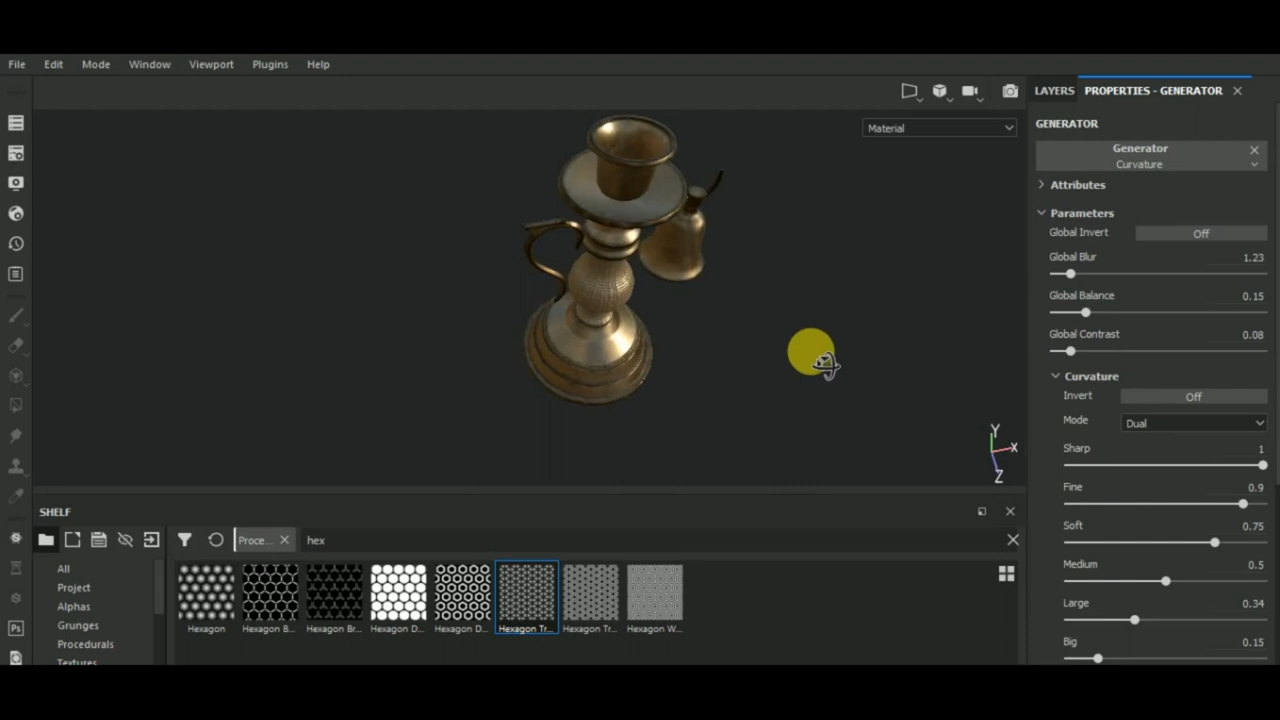 File Edit Mode Window Viewport Plugins Help
LAYERS PROPERTIES - GENERATOR
Material
GENERATOR
Generator
Curvature
Attributes
Parameters
Global Invert Off
Global Blur 1.23
Global Balance 0.15
Global Contrast 0.08
Curvature
Invert Off
Mode Dual
Sharp 1
Fine 0.9
Soft 0.75
Medium 0.5
Large 0.34
Big 0.15
Y
X
Z
SHELF
Proce... hex
All
Project
Alphas
Grunges
Procedurals
Textures
Hexagon Hexagon B... Hexagon Br... Hexagon D... Hexagon D... Hexagon Tr... Hexagon Tr... Hexagon W...
Ps